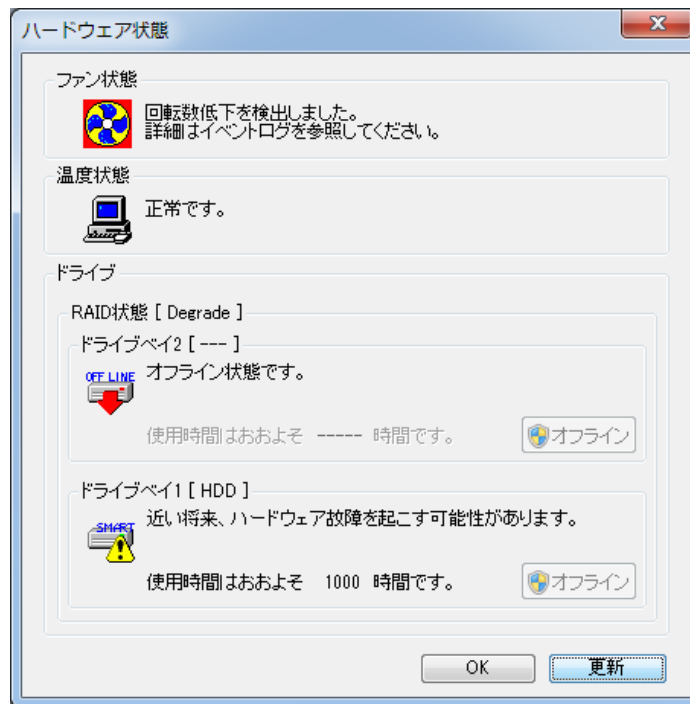 ハードウェア状態
ファン状態
回転数低下を検出しました。
詳細はイベントログを参照してください。
温度状態
正常です。
ドライブ
RAID状態 [ Degrade ]
ドライブベイ2 [ --- ]
OFF LINE
オフライン状態です。
使用時間はおおよそ ----- 時間です。
オフライン
ドライブベイ1 [ HDD ]
SMART
近い将来、ハードウェア故障を起こす可能性があります。
使用時間はおおよそ 1000 時間です。
オフライン
OK
更新